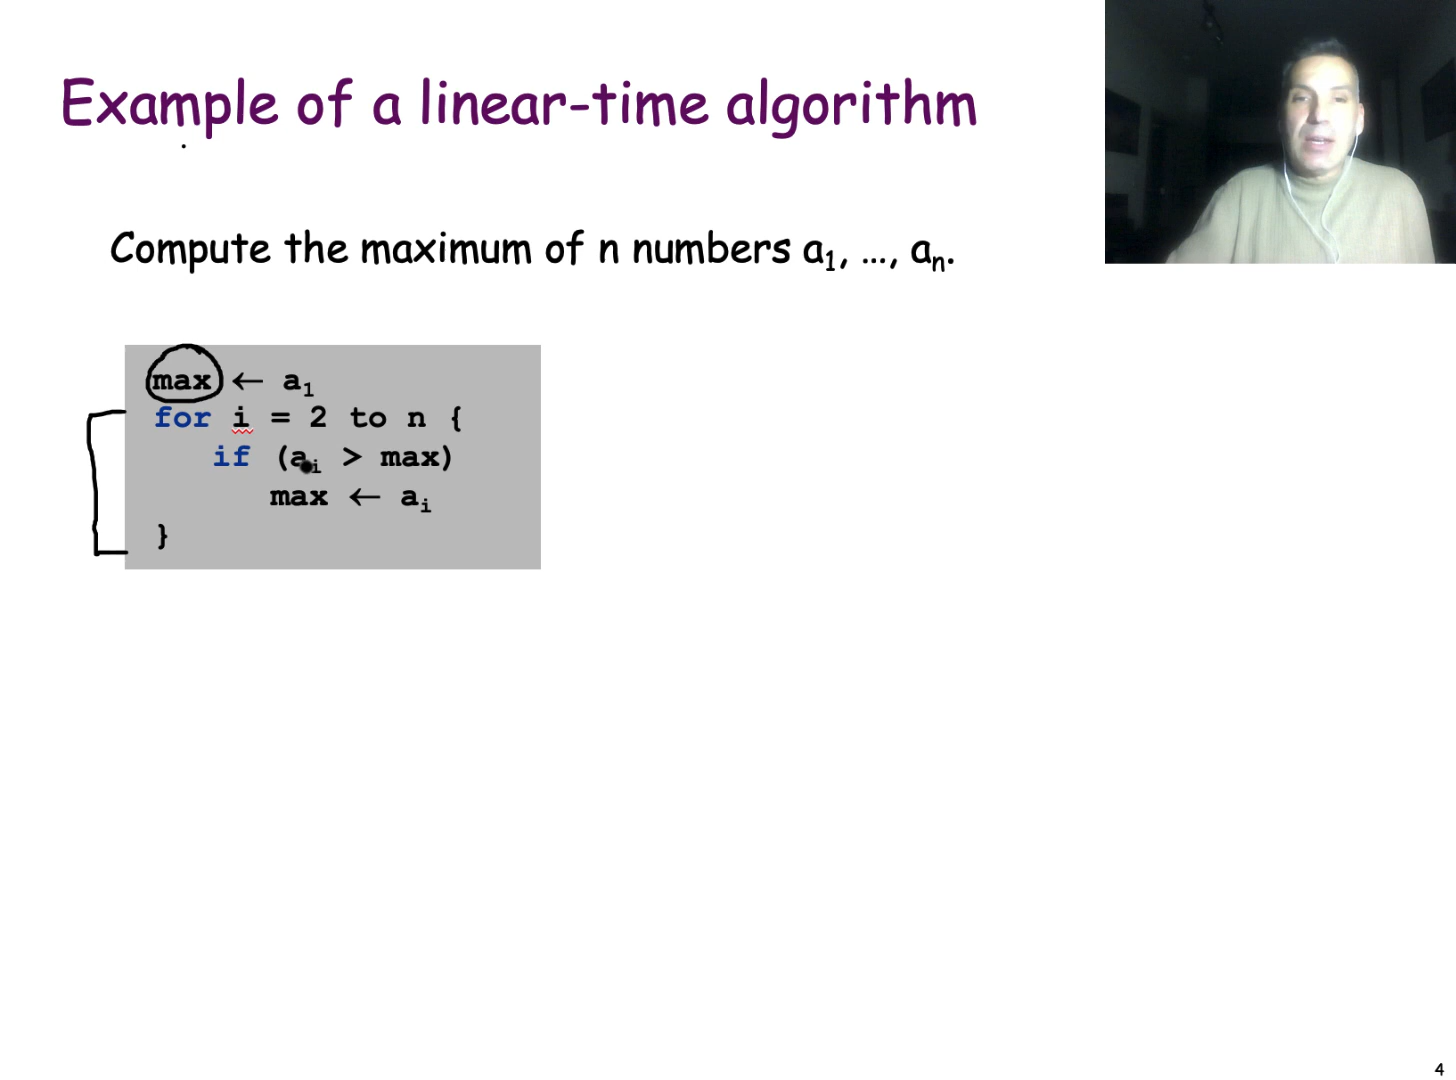 Example of a linear-time algorithm
Compute the maximum of n numbers a₁, …, aₙ.
max ← a₁
for i = 2 to n {
if (aᵢ > max)
max ← aᵢ
}
4